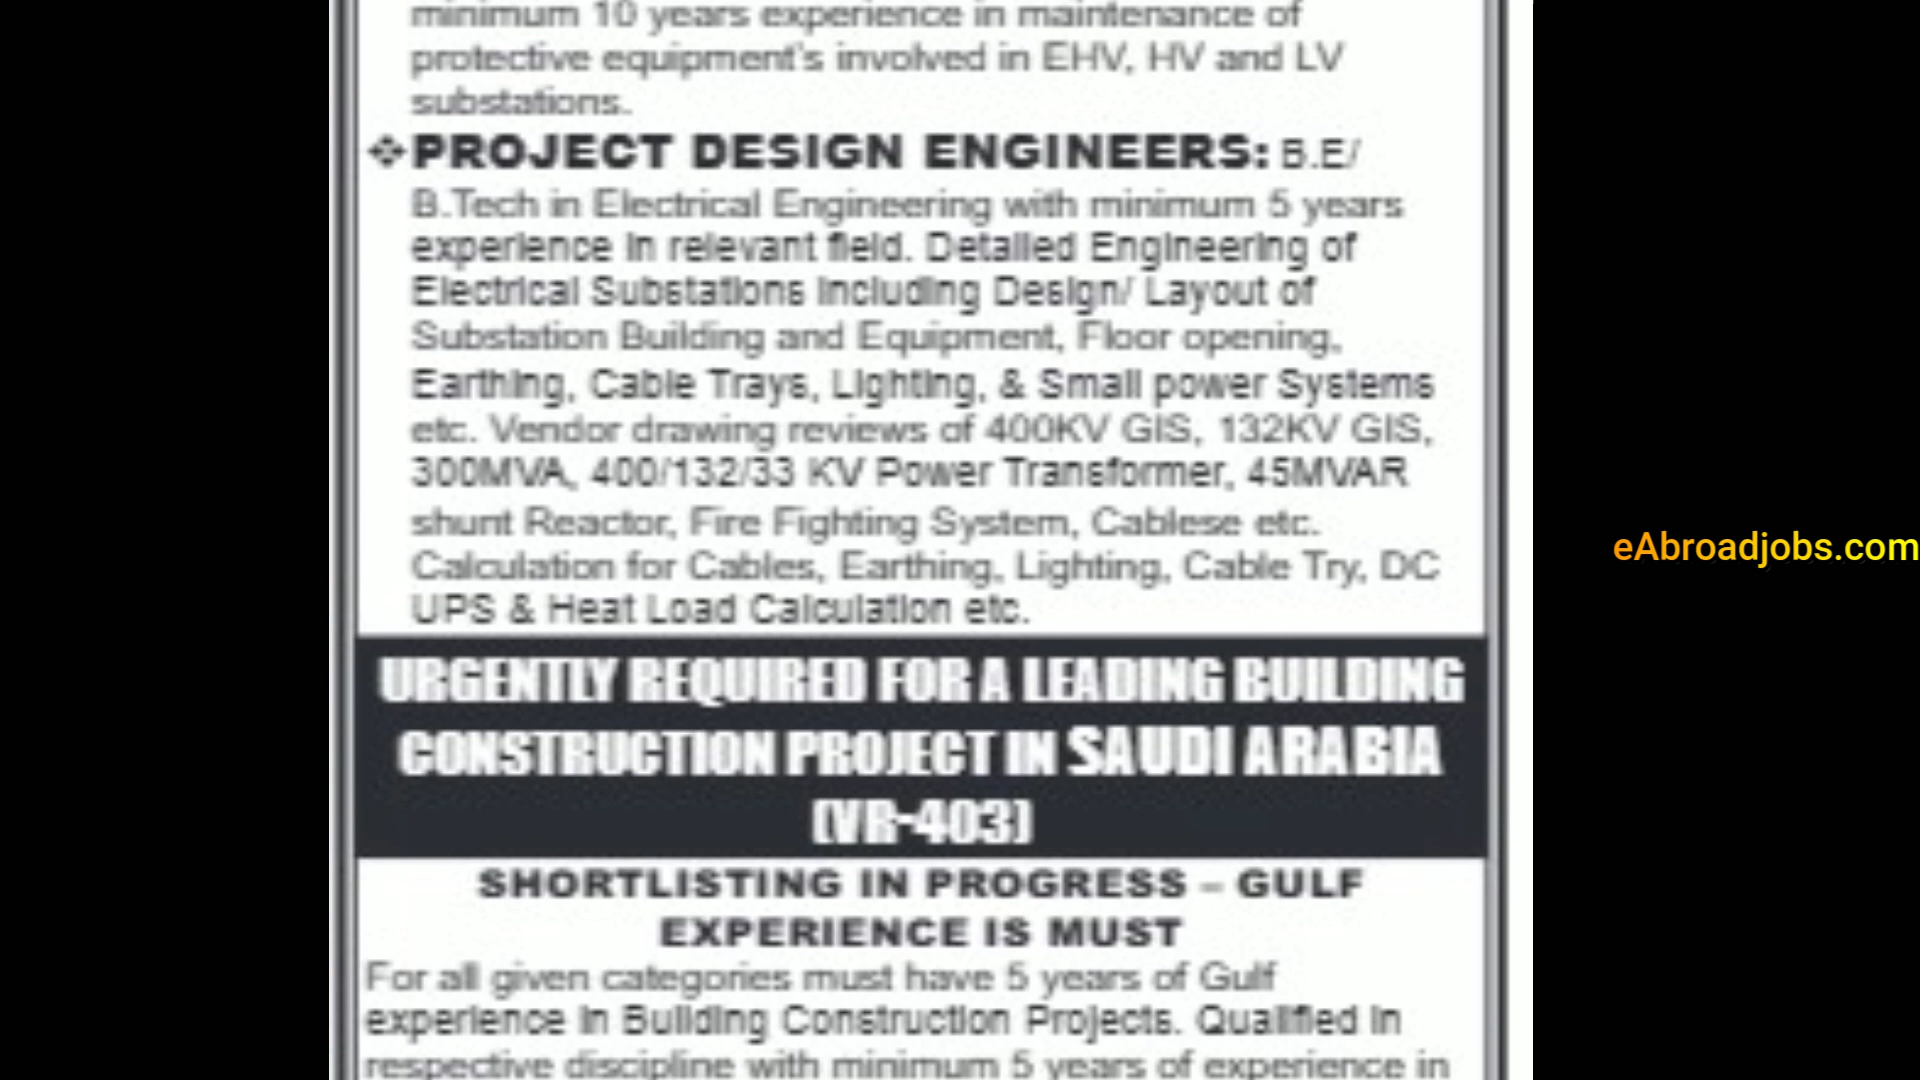 minimum 10 years experience in maintenance of
protective equipment's involved in EHV, HV and LV
substations.
❖PROJECT DESIGN ENGINEERS: B.E/
B.Tech in Electrical Engineering with minimum 5 years
experience in relevant field. Detailed Engineering of
Electrical Substations including Design/ Layout of
Substation Building and Equipment, Floor opening,
Earthing, Cable Trays, Lighting, & Small power Systems
etc. Vendor drawing reviews of 400KV GIS, 132KV GIS,
300MVA, 400/132/33 KV Power Transformer, 45MVAR
shunt Reactor, Fire Fighting System, Cablese etc.
Calculation for Cables, Earthing, Lighting, Cable Try, DC
UPS & Heat Load Calculation etc.
URGENTLY REQUIRED FOR A LEADING BUILDING
CONSTRUCTION PROJECT IN SAUDI ARABIA
(VR-403)
SHORTLISTING IN PROGRESS – GULF
EXPERIENCE IS MUST
For all given categories must have 5 years of Gulf
experience in Building Construction Projects. Qualified in
respective discipline with minimum 5 years of experience in
eAbroadjobs.com